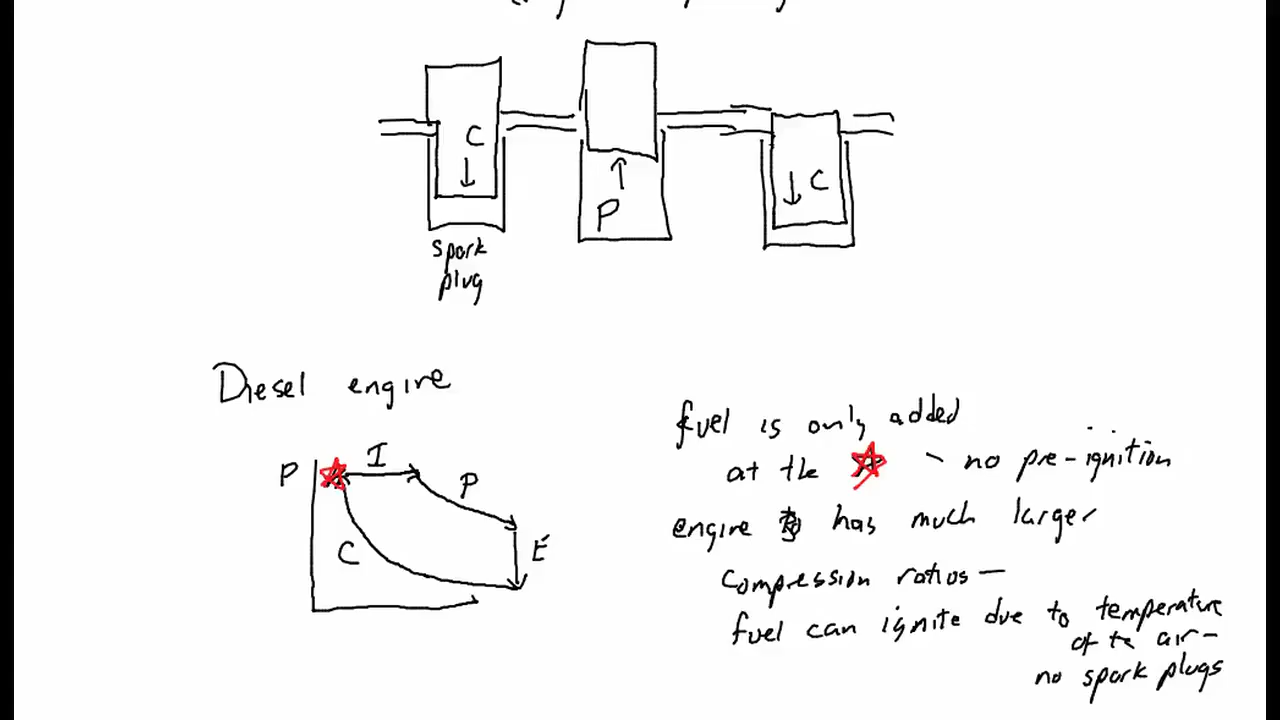 C
P
C
spark
plug
Diesel engine
P
I
P
C
E
fuel is only added
at the - no pre-ignition
engine has much larger
compression ratios -
fuel can ignite due to temperature
of the air -
no spark plugs